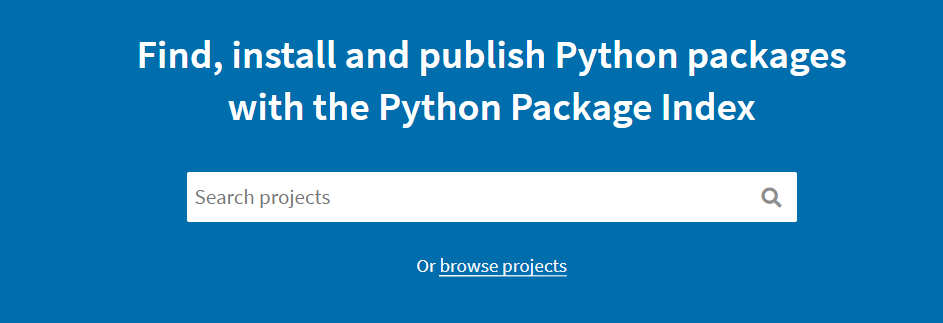 Find, install and publish Python packages
with the Python Package Index
Search projects
Or browse projects